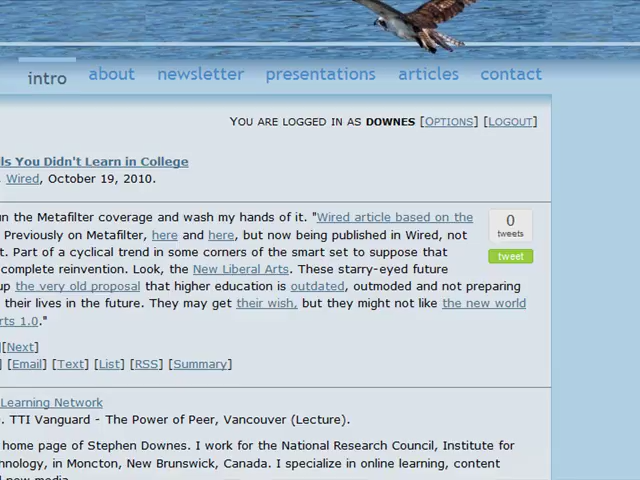 intro about newsletter presentations articles contact
YOU ARE LOGGED IN AS DOWNES [OPTIONS] [LOGOUT]
ls You Didn't Learn in College
, Wired, October 19, 2010.
un the Metafilter coverage and wash my hands of it. "Wired article based on the
Previously on Metafilter, here and here, but now being published in Wired, not
t. Part of a cyclical trend in some corners of the smart set to suppose that
complete reinvention. Look, the New Liberal Arts. These starry-eyed future
up the very old proposal that higher education is outdated, outmoded and not preparing
their lives in the future. They may get their wish, but they might not like the new world
rts 1.0."
0
tweets
tweet
[Next]
] [Email] [Text] [List] [RSS] [Summary]
Learning Network
. TTI Vanguard - The Power of Peer, Vancouver (Lecture).
home page of Stephen Downes. I work for the National Research Council, Institute for
hnology, in Moncton, New Brunswick, Canada. I specialize in online learning, content
new media